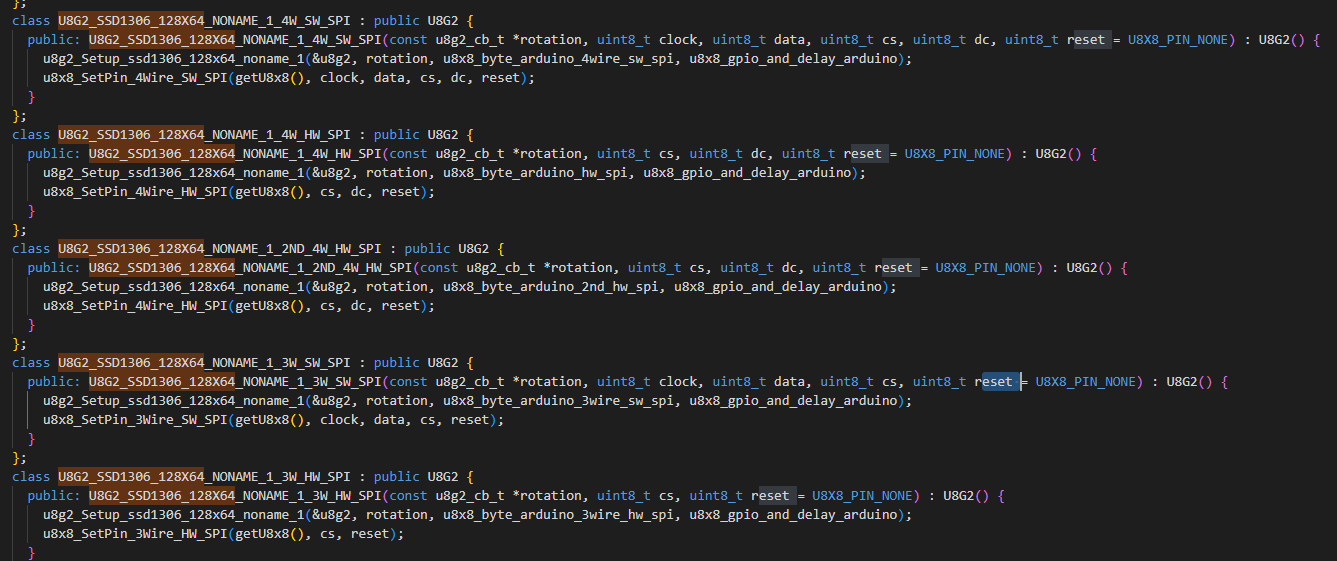 };
class U8G2_SSD1306_128X64_NONAME_1_4W_SW_SPI : public U8G2 {
  public: U8G2_SSD1306_128X64_NONAME_1_4W_SW_SPI(const u8g2_cb_t *rotation, uint8_t clock, uint8_t data, uint8_t cs, uint8_t dc, uint8_t reset = U8X8_PIN_NONE) : U8G2() {
    u8g2_Setup_ssd1306_128x64_noname_1(&u8g2, rotation, u8x8_byte_arduino_4wire_sw_spi, u8x8_gpio_and_delay_arduino);
    u8x8_SetPin_4Wire_SW_SPI(getU8x8(), clock, data, cs, dc, reset);
  }
};
class U8G2_SSD1306_128X64_NONAME_1_4W_HW_SPI : public U8G2 {
  public: U8G2_SSD1306_128X64_NONAME_1_4W_HW_SPI(const u8g2_cb_t *rotation, uint8_t cs, uint8_t dc, uint8_t reset = U8X8_PIN_NONE) : U8G2() {
    u8g2_Setup_ssd1306_128x64_noname_1(&u8g2, rotation, u8x8_byte_arduino_hw_spi, u8x8_gpio_and_delay_arduino);
    u8x8_SetPin_4Wire_HW_SPI(getU8x8(), cs, dc, reset);
  }
};
class U8G2_SSD1306_128X64_NONAME_1_2ND_4W_HW_SPI : public U8G2 {
  public: U8G2_SSD1306_128X64_NONAME_1_2ND_4W_HW_SPI(const u8g2_cb_t *rotation, uint8_t cs, uint8_t dc, uint8_t reset = U8X8_PIN_NONE) : U8G2() {
    u8g2_Setup_ssd1306_128x64_noname_1(&u8g2, rotation, u8x8_byte_arduino_2nd_hw_spi, u8x8_gpio_and_delay_arduino);
    u8x8_SetPin_4Wire_HW_SPI(getU8x8(), cs, dc, reset);
  }
};
class U8G2_SSD1306_128X64_NONAME_1_3W_SW_SPI : public U8G2 {
  public: U8G2_SSD1306_128X64_NONAME_1_3W_SW_SPI(const u8g2_cb_t *rotation, uint8_t clock, uint8_t data, uint8_t cs, uint8_t reset = U8X8_PIN_NONE) : U8G2() {
    u8g2_Setup_ssd1306_128x64_noname_1(&u8g2, rotation, u8x8_byte_arduino_3wire_sw_spi, u8x8_gpio_and_delay_arduino);
    u8x8_SetPin_3Wire_SW_SPI(getU8x8(), clock, data, cs, reset);
  }
};
class U8G2_SSD1306_128X64_NONAME_1_3W_HW_SPI : public U8G2 {
  public: U8G2_SSD1306_128X64_NONAME_1_3W_HW_SPI(const u8g2_cb_t *rotation, uint8_t cs, uint8_t reset = U8X8_PIN_NONE) : U8G2() {
    u8g2_Setup_ssd1306_128x64_noname_1(&u8g2, rotation, u8x8_byte_arduino_3wire_hw_spi, u8x8_gpio_and_delay_arduino);
    u8x8_SetPin_3Wire_HW_SPI(getU8x8(), cs, reset);
  }